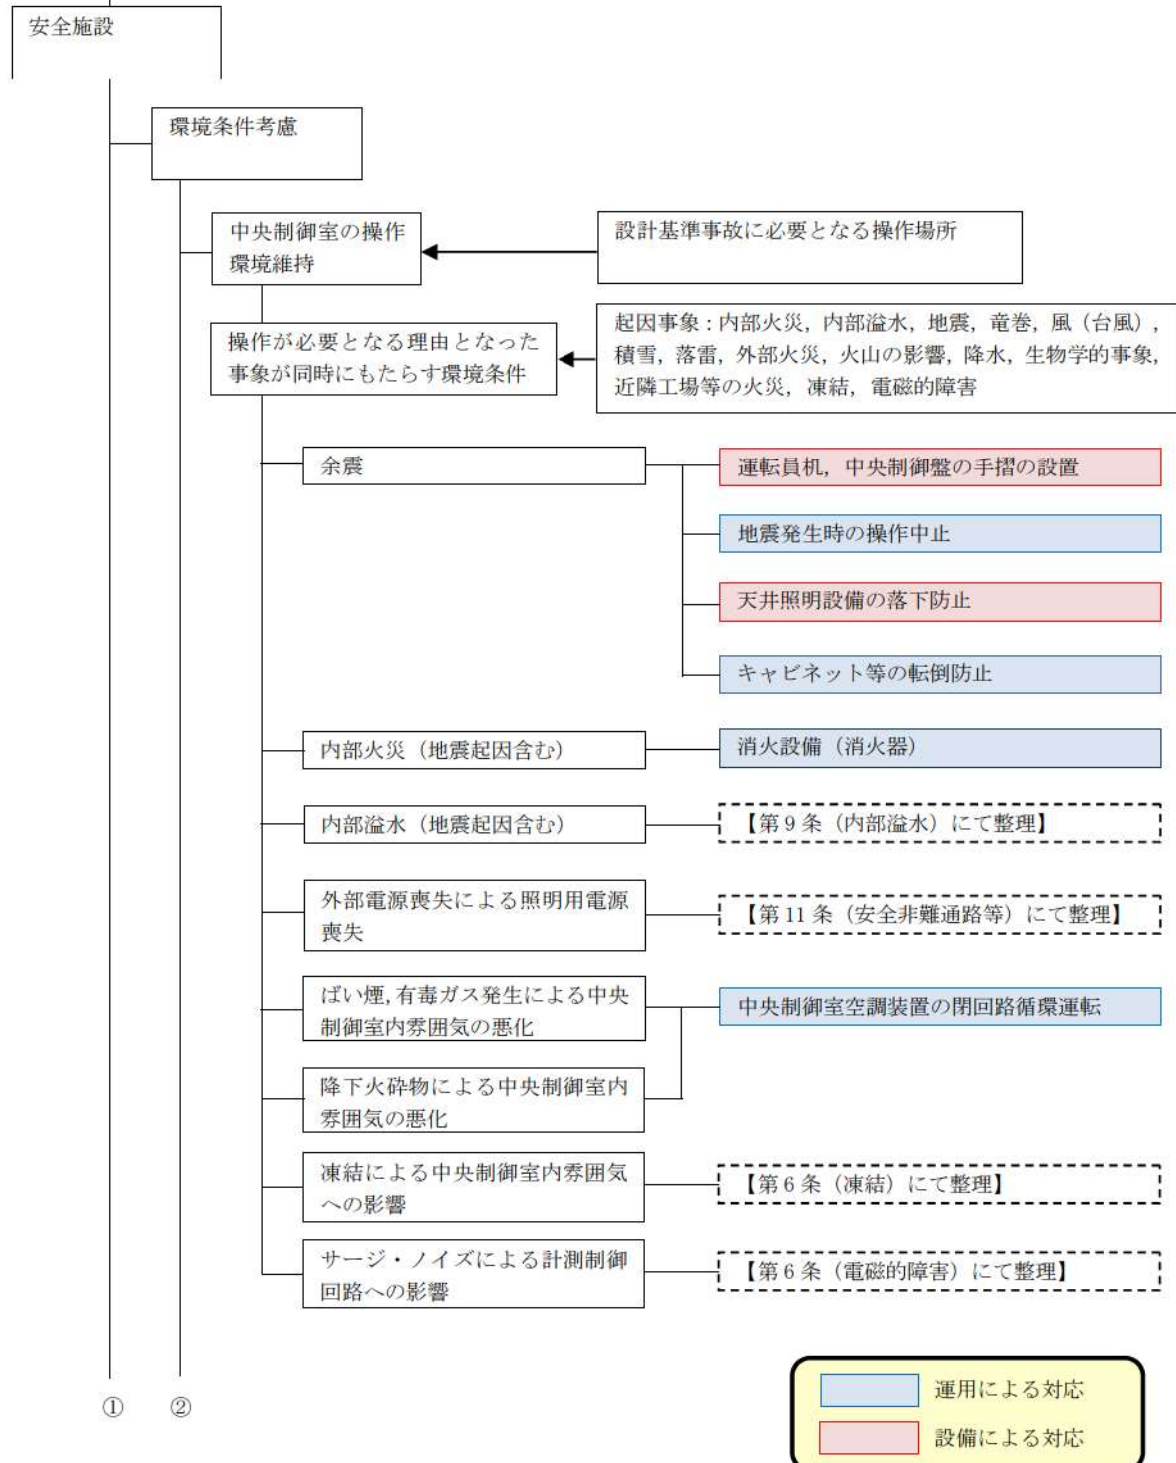 安全施設
環境条件考慮
中央制御室の操作
環境維持
設計基準事故に必要となる操作場所
操作が必要となる理由となった
事象が同時にもたらす環境条件
起因事象：内部火災，内部溢水，地震，竜巻，風（台風），
積雪，落雷，外部火災，火山の影響，降水，生物学的事象，
近隣工場等の火災，凍結，電磁的障害
余震
運転員机，中央制御盤の手摺の設置
地震発生時の操作中止
天井照明設備の落下防止
キャビネット等の転倒防止
内部火災（地震起因含む）
消火設備（消火器）
内部溢水（地震起因含む）
【第9条（内部溢水）にて整理】
外部電源喪失による照明用電源
喪失
【第11条（安全非難通路等）にて整理】
ばい煙,有毒ガス発生による中央
制御室内雰囲気の悪化
中央制御室空調装置の閉回路循環運転
降下火砕物による中央制御室内
雰囲気の悪化
凍結による中央制御室内雰囲気
への影響
【第6条（凍結）にて整理】
サージ・ノイズによる計測制御
回路への影響
【第6条（電磁的障害）にて整理】
① ②
運用による対応
設備による対応